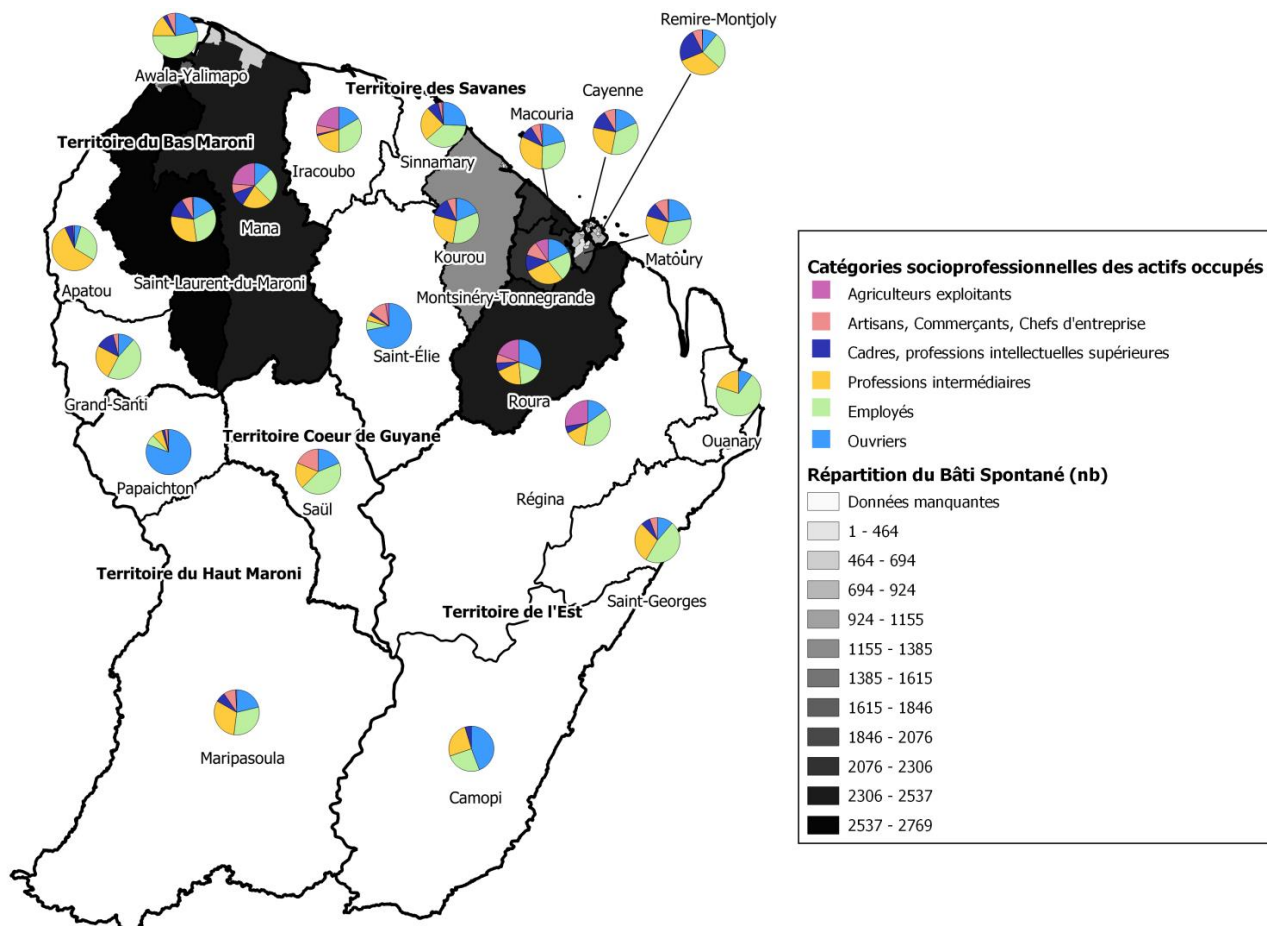 Remire-Montjoly
Cayenne
Awala-Yalimapo
Territoire des Savanes
Macouria
Territoire du Bas Maroni
Iracoubo
Sinnamary
Mana
Kourou
Matoury
Apatou
Saint-Laurent-du-Maroni
Montsinéry-Tonnegrande
Saint-Élie
Grand-Santi
Roura
Ouanary
Territoire Coeur de Guyane
Papaichton
Saül
Régina
Territoire du Haut Maroni
Saint-Georges
Territoire de l'Est
Maripasoula
Camopi
Catégories socioprofessionnelles des actifs occupés
Agriculteurs exploitants
Artisans, Commerçants, Chefs d'entreprise
Cadres, professions intellectuelles supérieures
Professions intermédiaires
Employés
Ouvriers
Répartition du Bâti Spontané (nb)
Données manquantes
1 - 464
464 - 694
694 - 924
924 - 1155
1155 - 1385
1385 - 1615
1615 - 1846
1846 - 2076
2076 - 2306
2306 - 2537
2537 - 2769